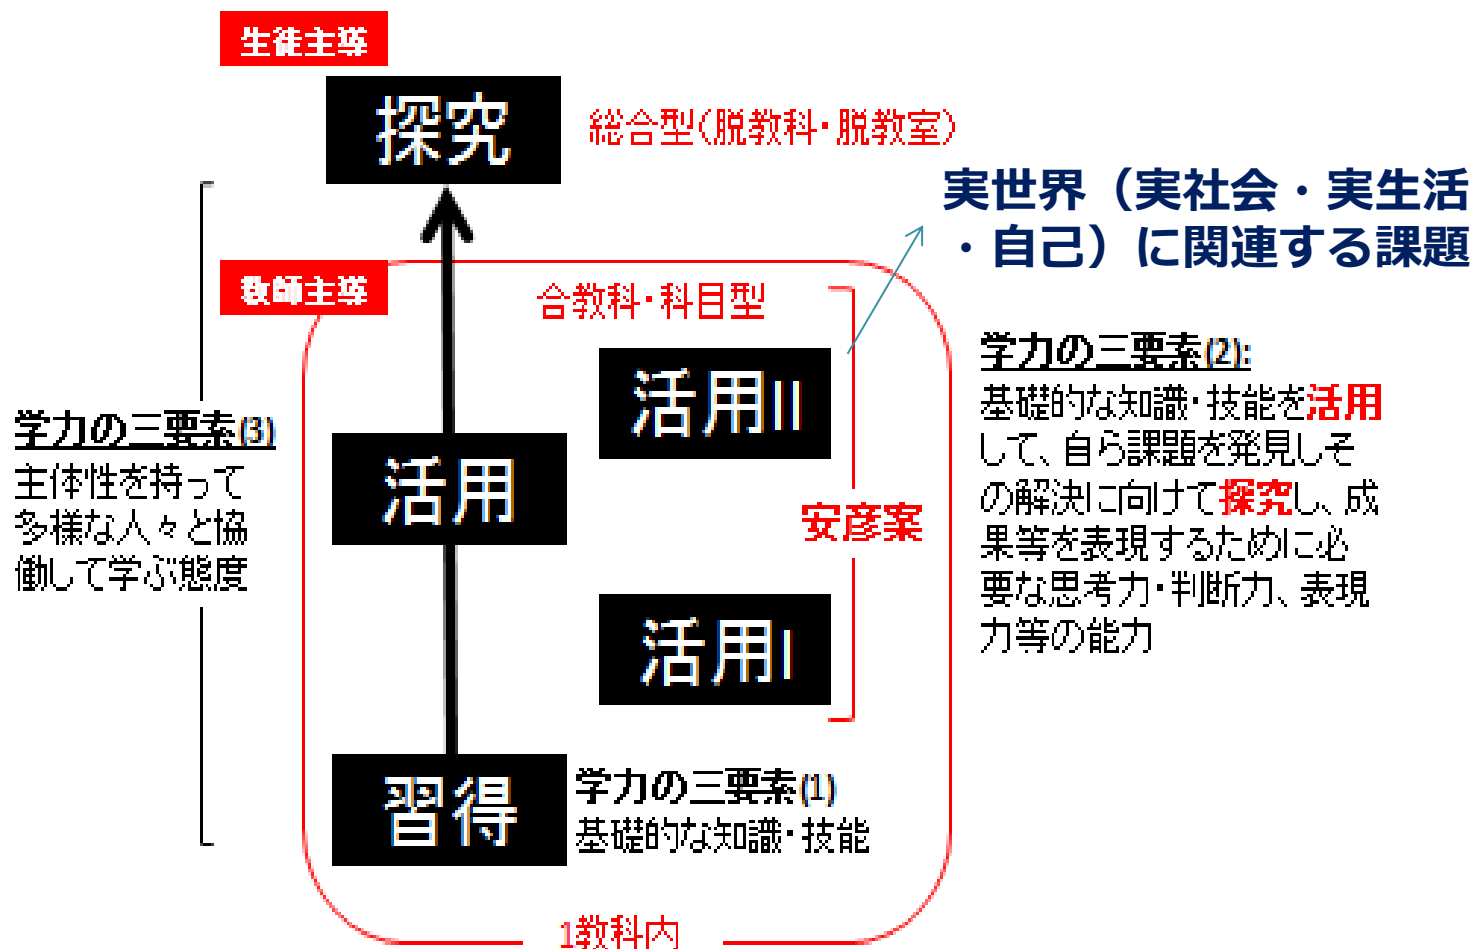 生徒主導
探究
総合型(脱教科・脱教室)
実世界（実社会・実生活
・自己）に関連する課題
教師主導
合教科・科目型
活用II
学力の三要素(2):
基礎的な知識・技能を活用
して、自ら課題を発見しそ
の解決に向けて探究し、成
果等を表現するために必
要な思考力・判断力、表現
力等の能力
学力の三要素(3)
主体性を持って
多様な人々と協
働して学ぶ態度
活用
安彦案
活用I
習得
学力の三要素(1)
基礎的な知識・技能
1教科内